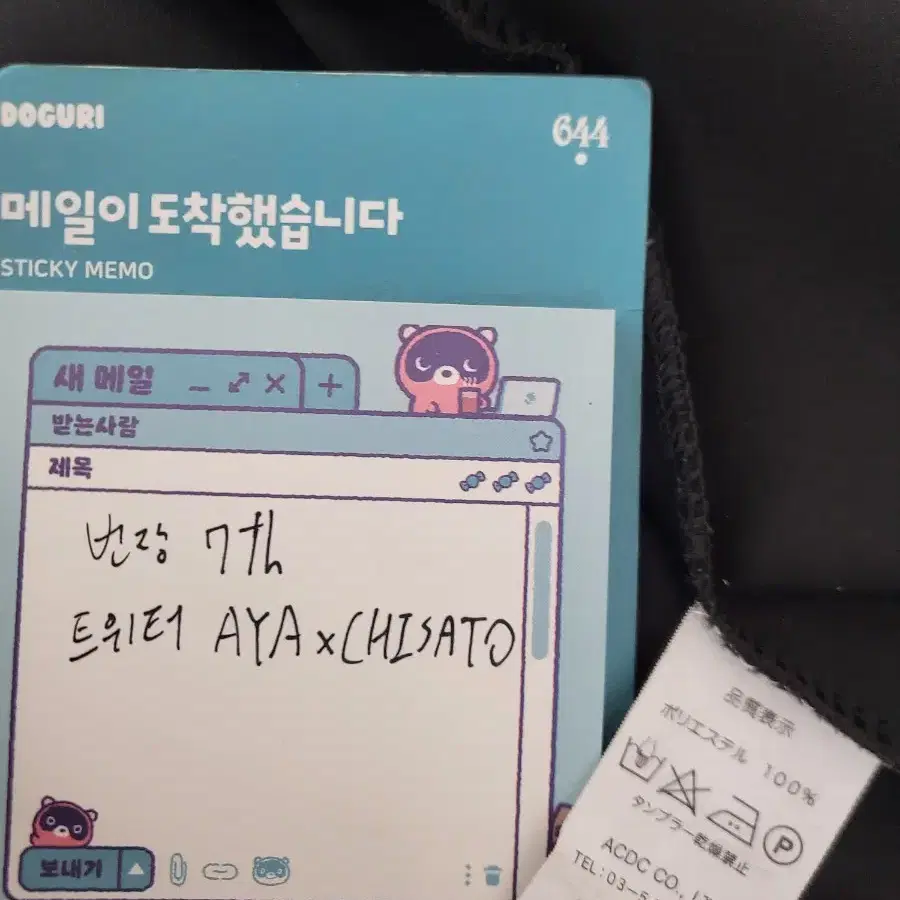 DOGURI
644
메일이 도착했습니다
STICKY MEMO
새 메일
받는사람
제목
번장 7th
트위터 AYA x CHISATO
보내기
品質表示
ポリエステル 100%
タンブラー乾燥禁止
P
ACDC CO.,
TEL:03-5